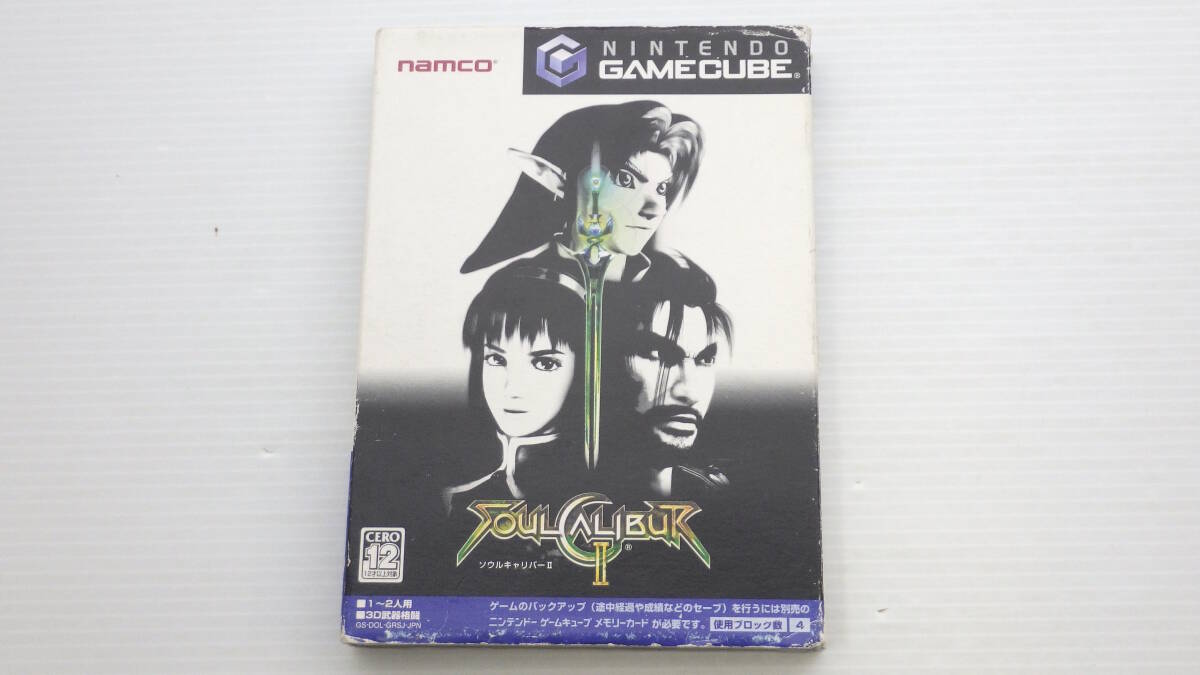 namco®
NINTENDO
GAMECUBE®
SOULCALIBUR
II®
ソウルキャリバーII
CERO
12
12才以上対象
■1〜2人用
■3D武器格闘
GS-DOL-GRSJ-JPN
ゲームのバックアップ（途中経過や成績などのセーブ）を行うには別売の
ニンテンドーゲームキューブ メモリーカード が必要です。 使用ブロック数 4